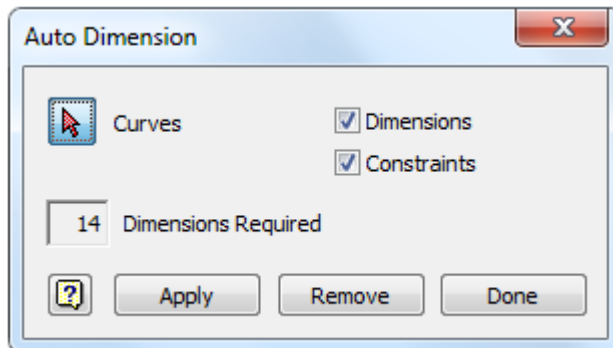 Auto Dimension
Curves
Dimensions
Constraints
14 Dimensions Required
? Apply Remove Done